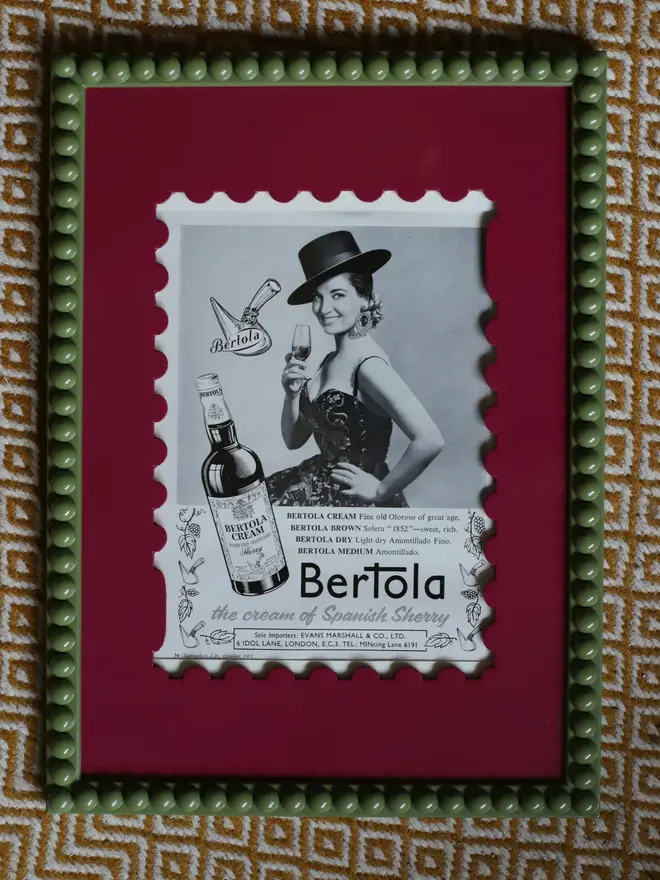 Bertola
BERTOLA
BERTOLA
CREAM
Sherry
BERTOLA CREAM Fine old Oloroso of great age.
BERTOLA BROWN Solera "1852"—sweet, rich.
BERTOLA DRY Light dry Amontillado Fino.
BERTOLA MEDIUM Amontillado.
Bertola
the cream of Spanish Sherry
Sole Importers: EVANS MARSHALL & CO., LTD.
6 IDOL LANE, LONDON, E.C.3. TEL: MINcing Lane 6191